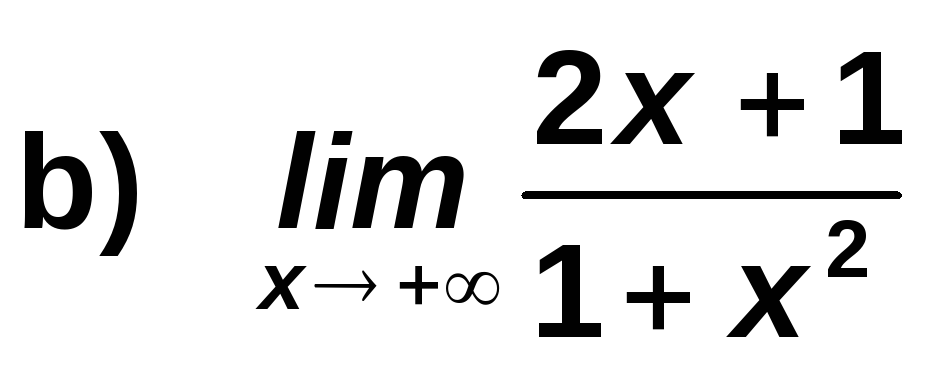 b) lim x→ +∞ 2x + 1 / 1 + x²